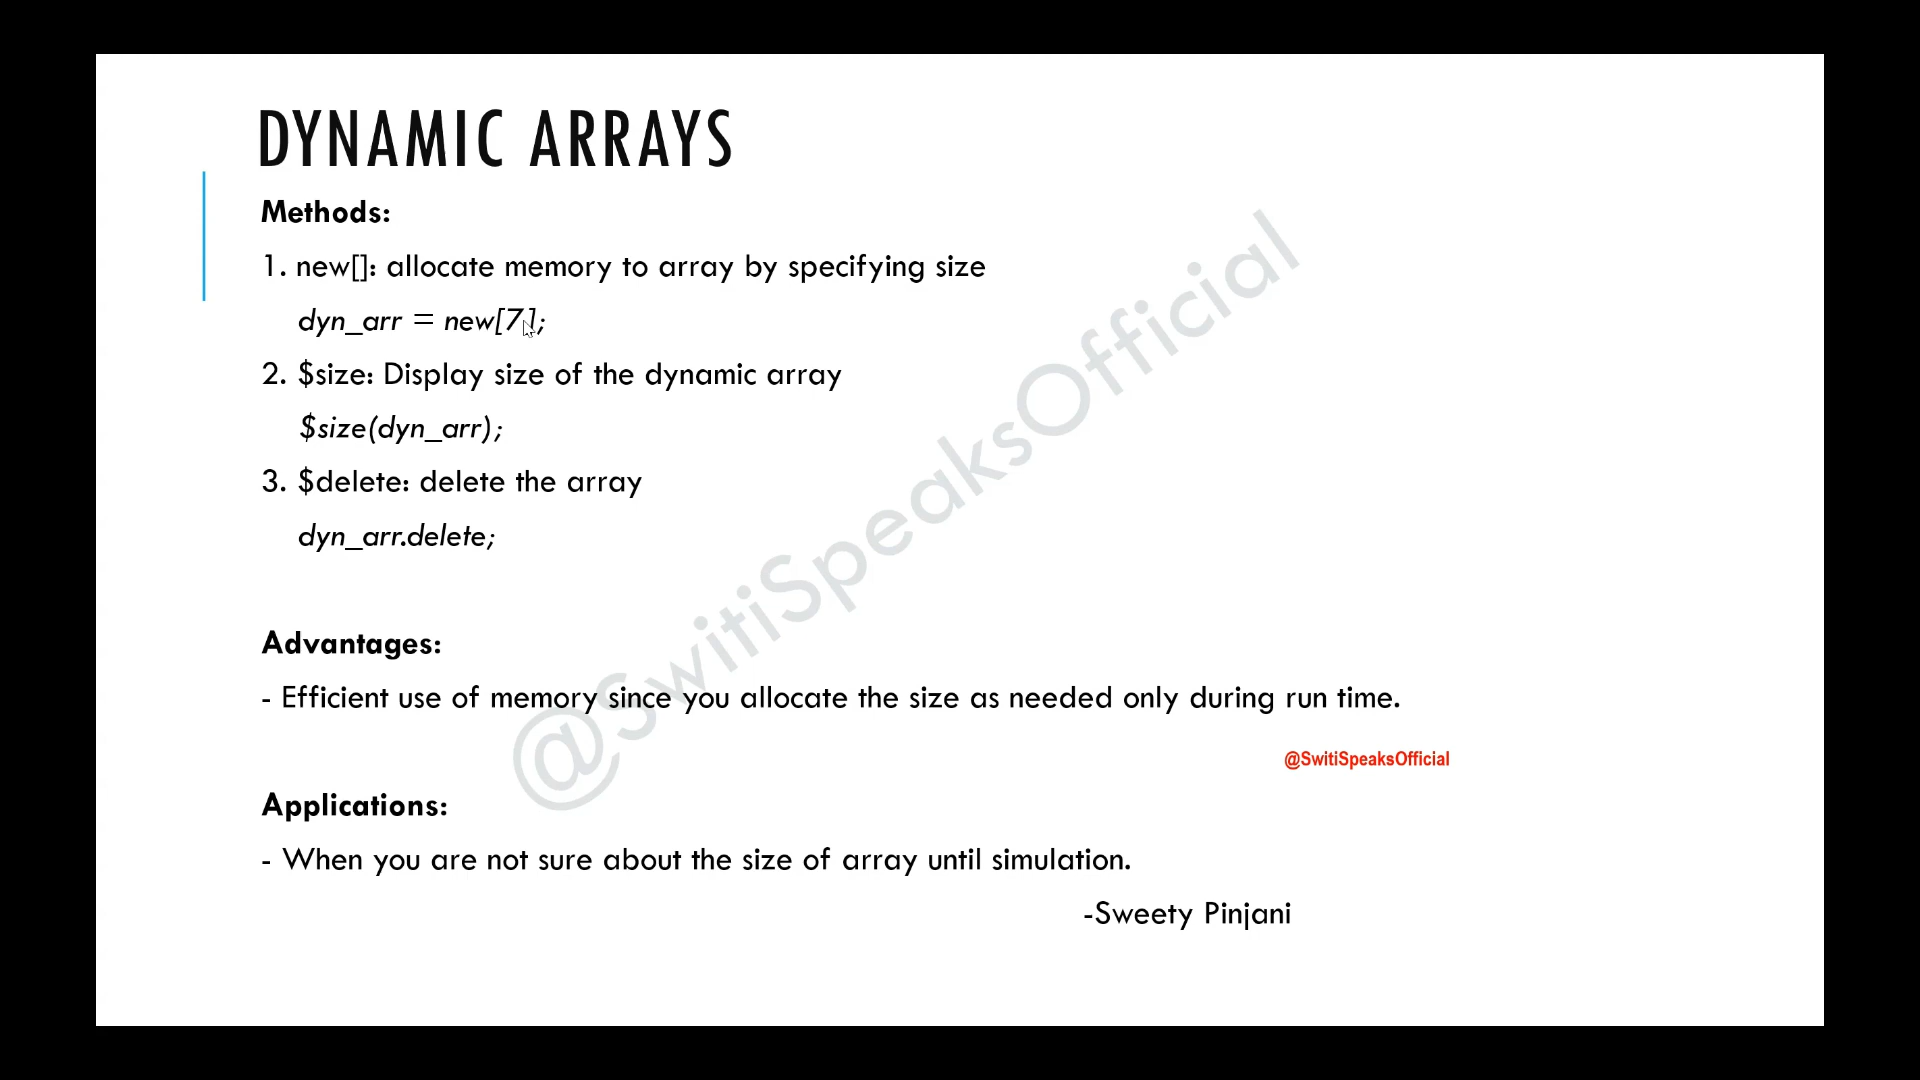 DYNAMIC ARRAYS
Methods:
1. new[]: allocate memory to array by specifying size
dyn_arr = new[7];
2. $size: Display size of the dynamic array
$size(dyn_arr);
3. $delete: delete the array
dyn_arr.delete;
Advantages:
- Efficient use of memory since you allocate the size as needed only during run time.
@SwitiSpeaksOfficial
@SwitiSpeaksOfficial
Applications:
- When you are not sure about the size of array until simulation.
-Sweety Pinjani